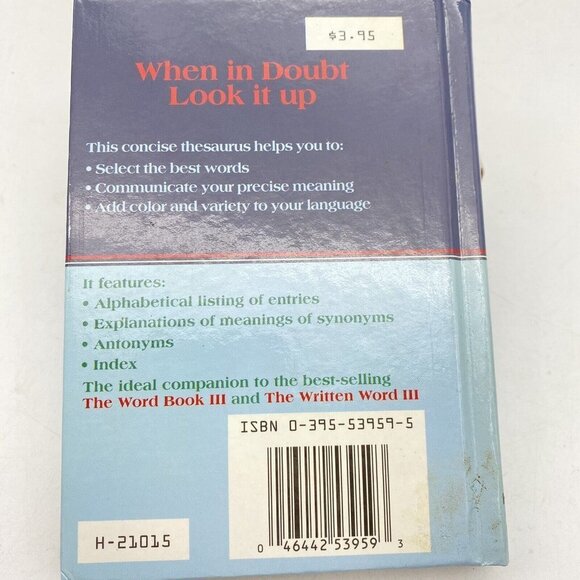 $3.95
When in Doubt
Look it up
This concise thesaurus helps you to:
• Select the best words
• Communicate your precise meaning
• Add color and variety to your language
It features:
• Alphabetical listing of entries
• Explanations of meanings of synonyms
• Antonyms
• Index
The ideal companion to the best-selling
The Word Book III and The Written Word III
ISBN 0-395-53959-5
H-21015
0 46442 53959 3